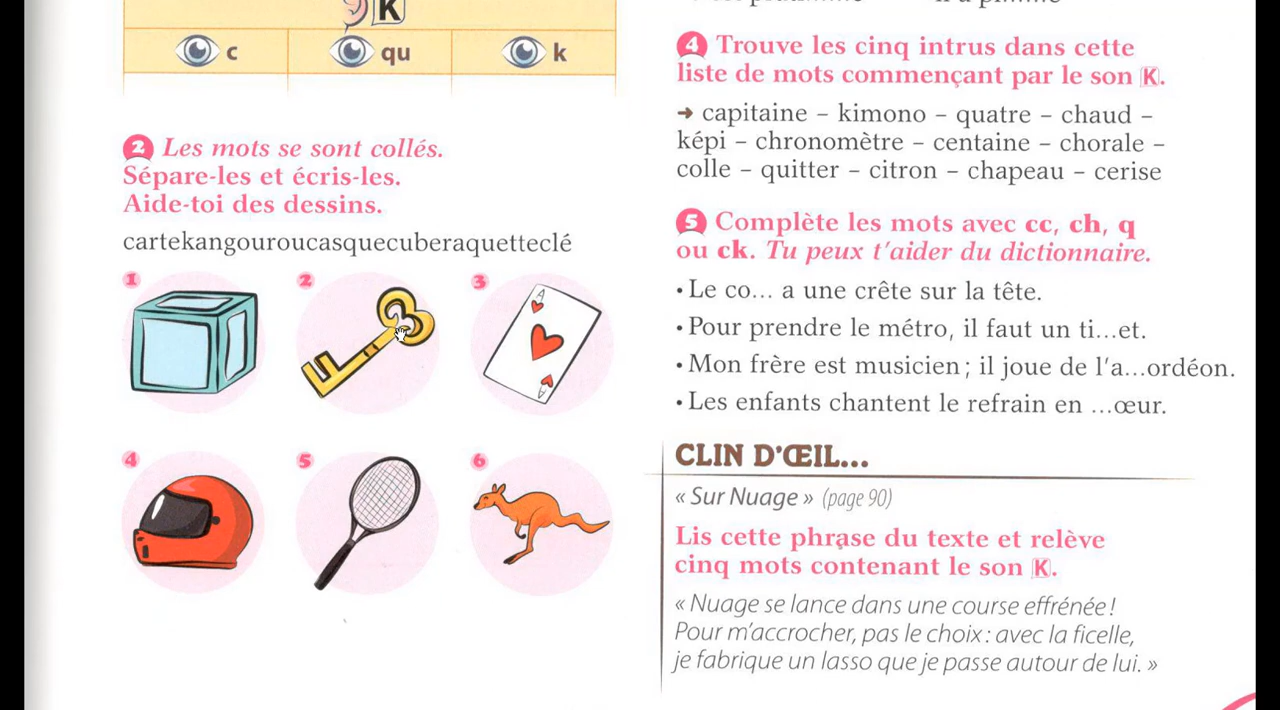 K
c
qu
k
2 Les mots se sont collés.
Sépare-les et écris-les.
Aide-toi des dessins.
cartekangouroucasquecuberaquetteclé
1
2
3
A
A
4
5
6
4 Trouve les cinq intrus dans cette
liste de mots commençant par le son K.
→ capitaine – kimono – quatre – chaud –
képi – chronomètre – centaine – chorale –
colle – quitter – citron – chapeau – cerise
5 Complète les mots avec cc, ch, q
ou ck. Tu peux t'aider du dictionnaire.
• Le co... a une crête sur la tête.
• Pour prendre le métro, il faut un ti...et.
• Mon frère est musicien ; il joue de l'a...ordéon.
• Les enfants chantent le refrain en ...œur.
CLIN D'ŒIL...
« Sur Nuage » (page 90)
Lis cette phrase du texte et relève
cinq mots contenant le son K.
« Nuage se lance dans une course effrénée !
Pour m'accrocher, pas le choix : avec la ficelle,
je fabrique un lasso que je passe autour de lui. »